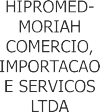 HIPROMED-
MORIAH
COMERCIO,
IMPORTACAO
E SERVICOS
LTDA